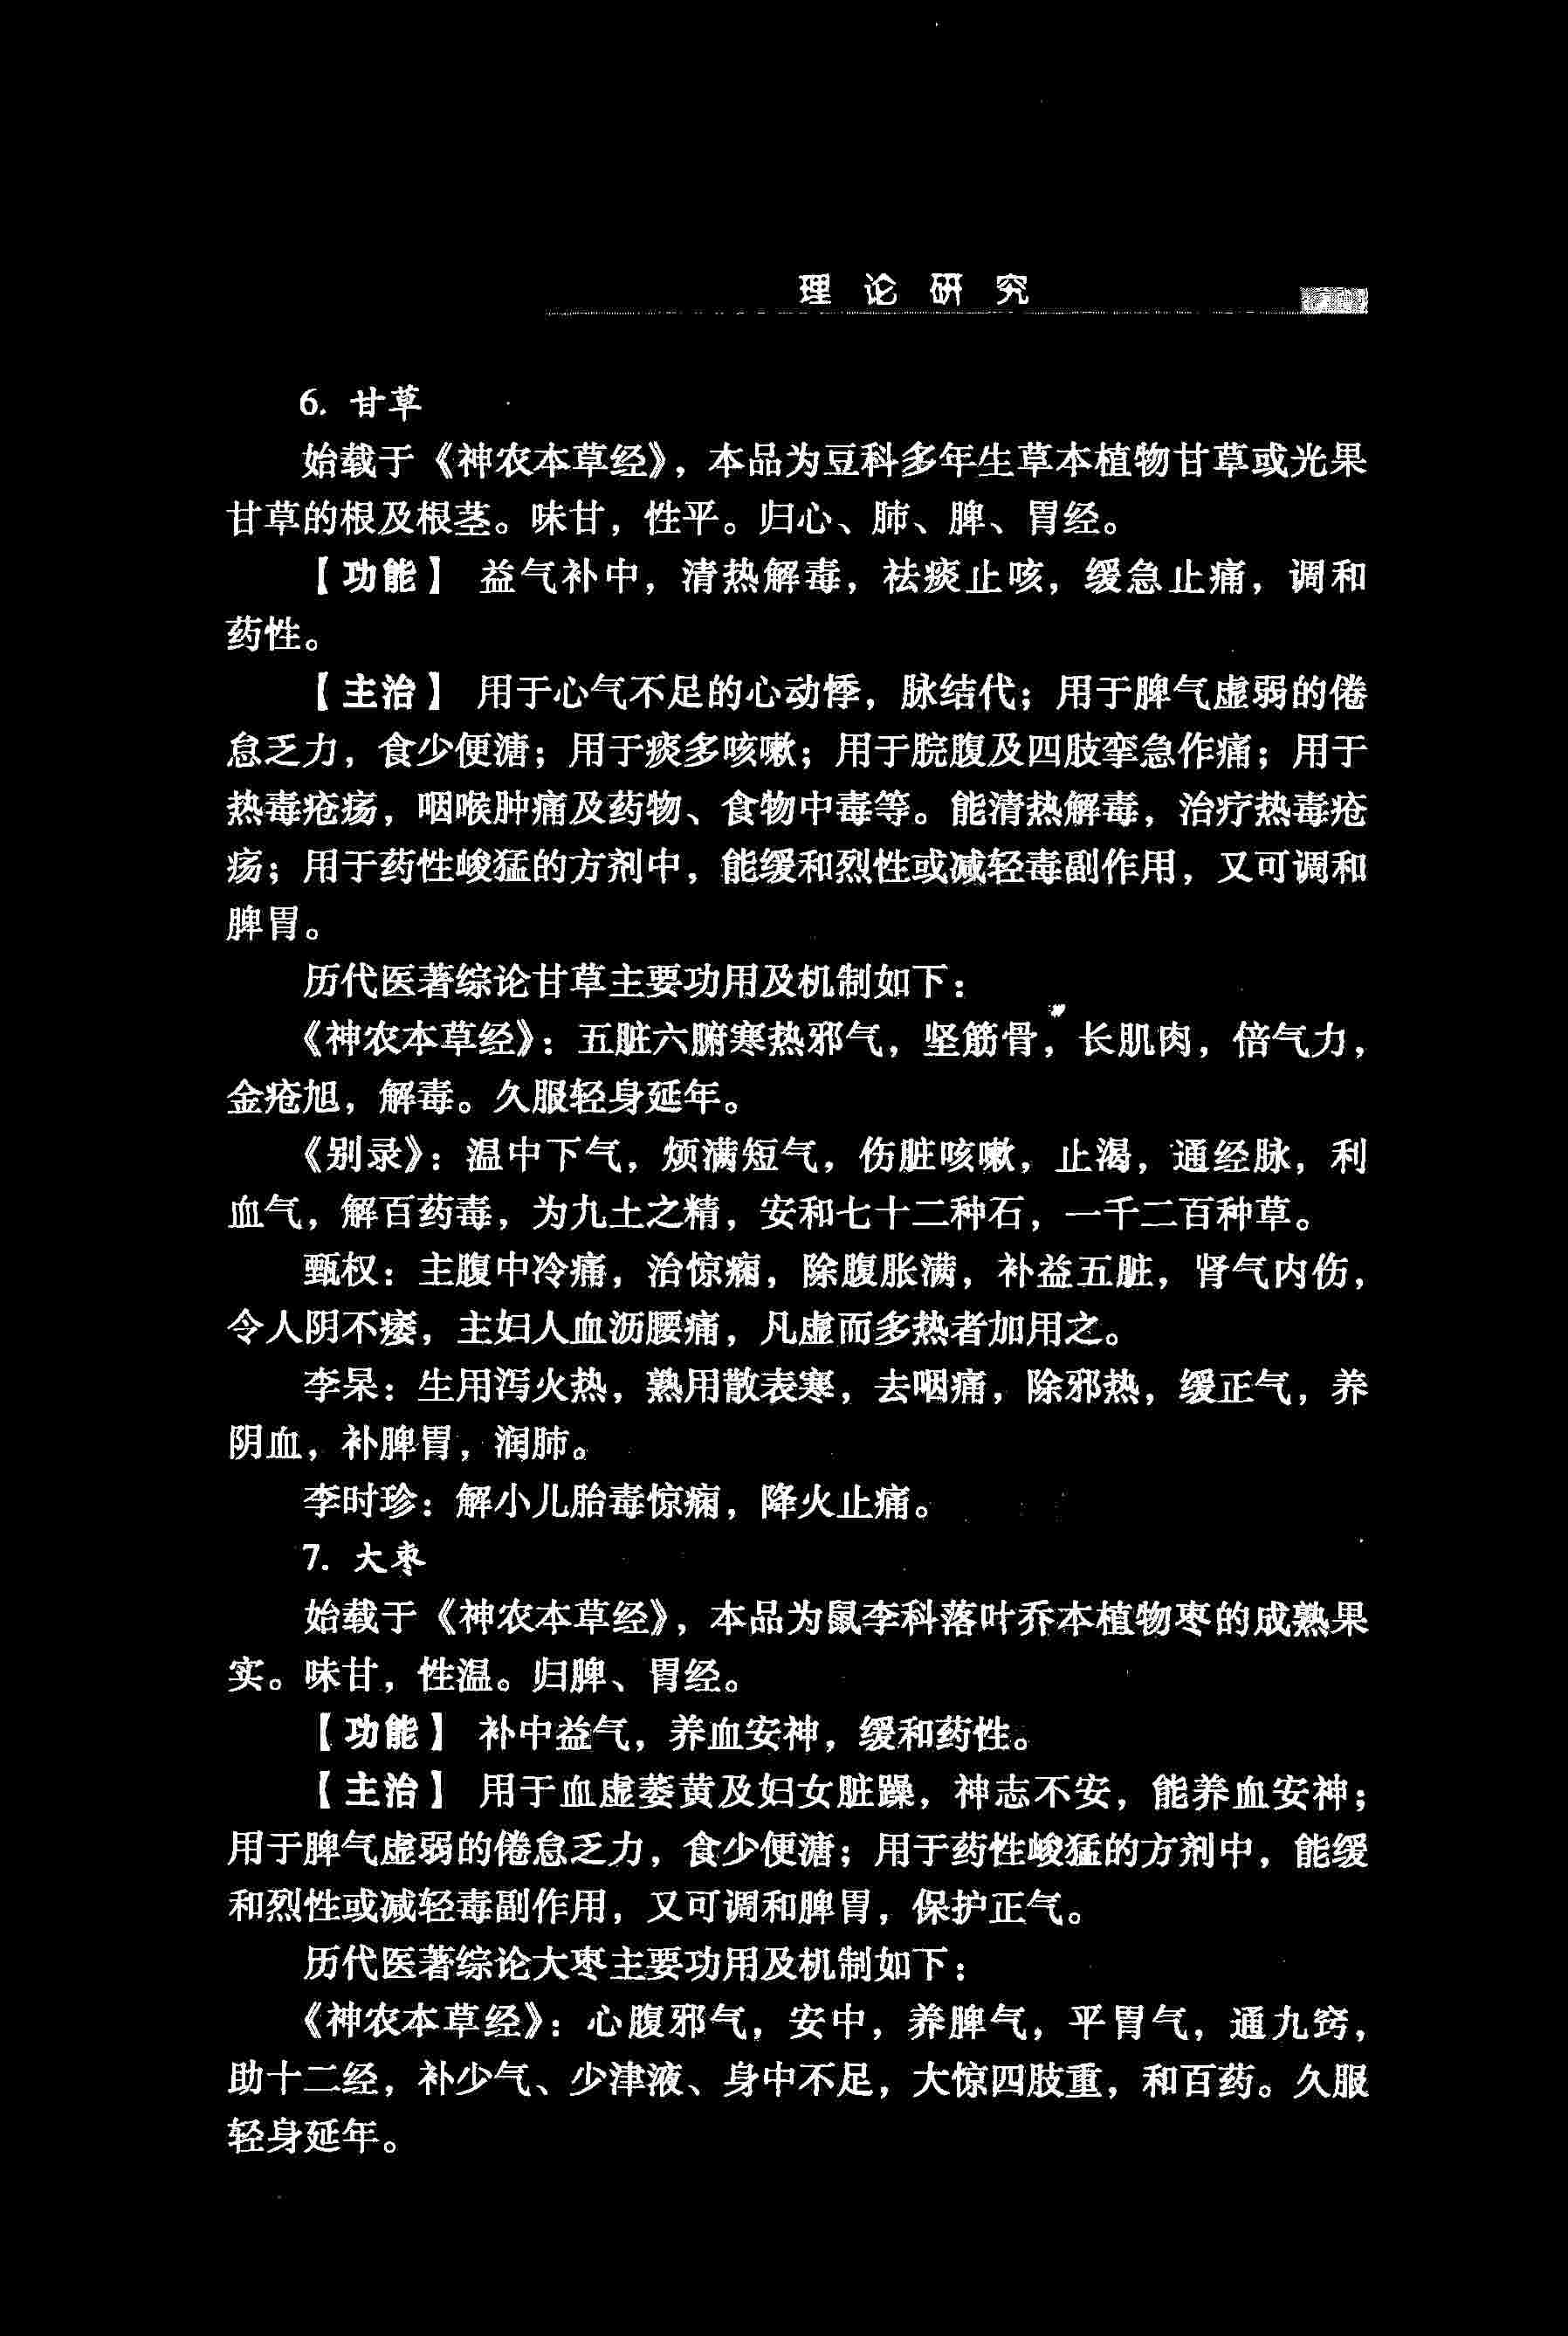 理论研究
6. 甘草
始载于《神农本草经》，本品为豆科多年生草本植物甘草或光果
甘草的根及根茎。味甘，性平。归心、肺、脾、胃经。
【功能】 益气补中，清热解毒，祛痰止咳，缓急止痛，调和
药性。
【主治】 用于心气不足的心动悸，脉结代；用于脾气虚弱的倦
怠乏力，食少便溏；用于痰多咳嗽；用于脘腹及四肢挛急作痛；用于
热毒疮疡，咽喉肿痛及药物、食物中毒等。能清热解毒，治疗热毒疮
疡；用于药性峻猛的方剂中，能缓和烈性或减轻毒副作用，又可调和
脾胃。
历代医著综论甘草主要功用及机制如下：
《神农本草经》：五脏六腑寒热邪气，坚筋骨，长肌肉，倍气力，
金疮旭，解毒。久服轻身延年。
《别录》：温中下气，烦满短气，伤脏咳嗽，止渴，通经脉，利
血气，解百药毒，为九土之精，安和七十二种石，一千二百种草。
甄权：主腹中冷痛，治惊痫，除腹胀满，补益五脏，肾气内伤，
令人阴不痿，主妇人血沥腰痛，凡虚而多热者加用之。
李杲：生用泻火热，熟用散表寒，去咽痛，除邪热，缓正气，养
阴血，补脾胃，润肺。
李时珍：解小儿胎毒惊痫，降火止痛。
7. 大枣
始载于《神农本草经》，本品为鼠李科落叶乔本植物枣的成熟果
实。味甘，性温。归脾、胃经。
【功能】 补中益气，养血安神，缓和药性。
【主治】 用于血虚萎黄及妇女脏躁，神志不安，能养血安神；
用于脾气虚弱的倦怠乏力，食少便溏；用于药性峻猛的方剂中，能缓
和烈性或减轻毒副作用，又可调和脾胃，保护正气。
历代医著综论大枣主要功用及机制如下：
《神农本草经》：心腹邪气，安中，养脾气，平胃气，通九窍，
助十二经，补少气、少津液、身中不足，大惊四肢重，和百药。久服
轻身延年。